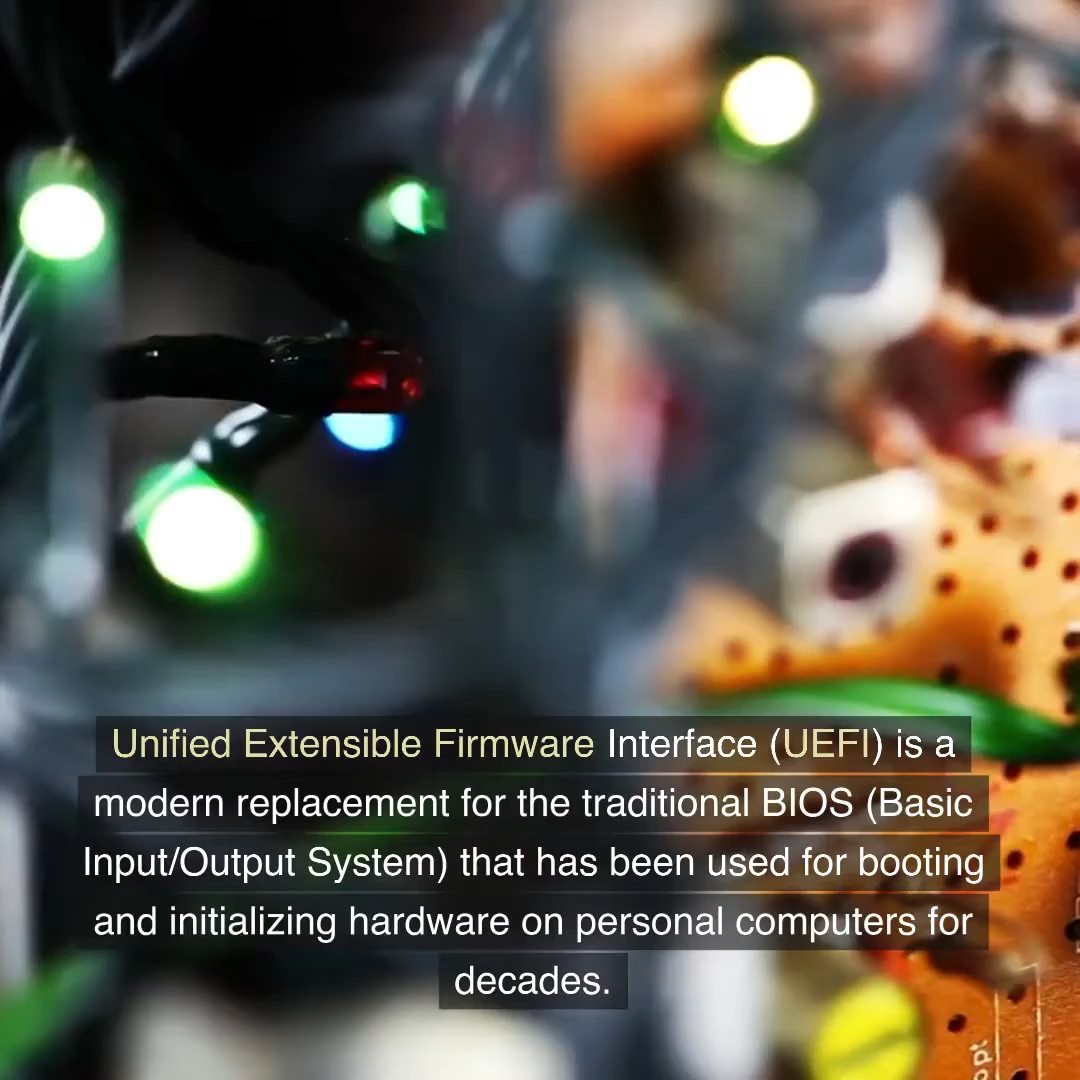 Unified Extensible Firmware Interface (UEFI) is a
modern replacement for the traditional BIOS (Basic
Input/Output System) that has been used for booting
and initializing hardware on personal computers for
decades.
opt